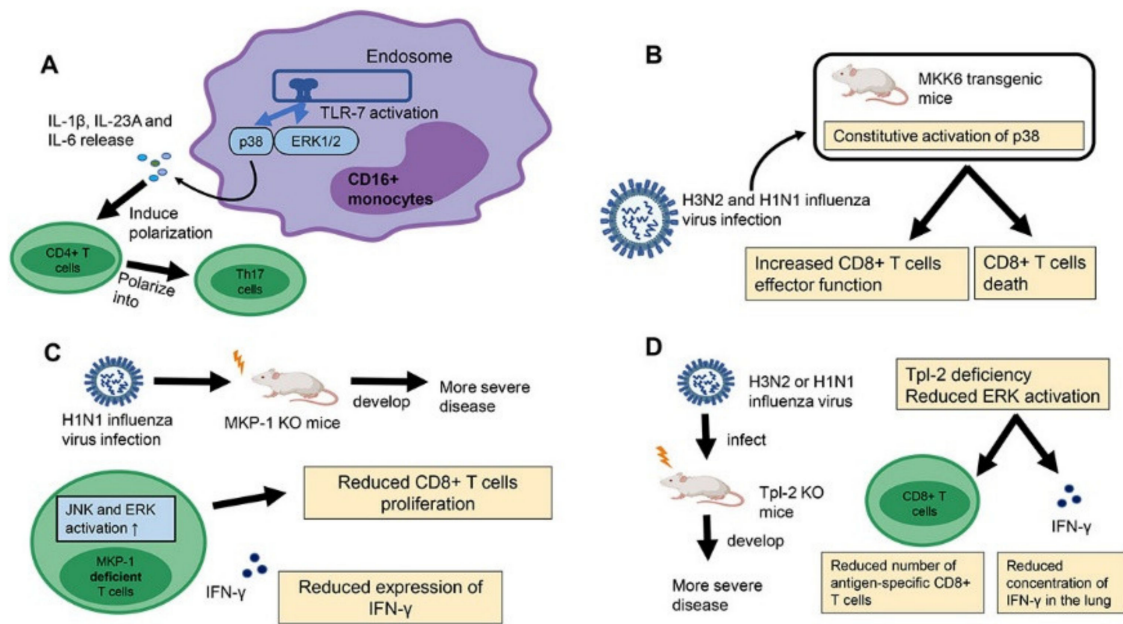 A
Endosome
TLR-7 activation
IL-1β, IL-23A and
IL-6 release
p38
ERK1/2
CD16+
monocytes
Induce
polarization
CD4+ T
cells
Polarize
into
Th17
cells
B
MKK6 transgenic
mice
Constitutive activation of p38
H3N2 and H1N1 influenza
virus infection
Increased CD8+ T cells
effector function
CD8+ T cells
death
C
H1N1 influenza
virus infection
MKP-1 KO mice
develop
More severe
disease
JNK and ERK
activation ↑
MKP-1
deficient
T cells
Reduced CD8+ T cells
proliferation
IFN-γ
Reduced expression of
IFN-γ
D
H3N2 or H1N1
influenza virus
infect
Tpl-2 KO
mice
develop
More severe
disease
Tpl-2 deficiency
Reduced ERK activation
CD8+ T
cells
IFN-γ
Reduced number of
antigen-specific CD8+
T cells
Reduced
concentration of
IFN-γ in the lung